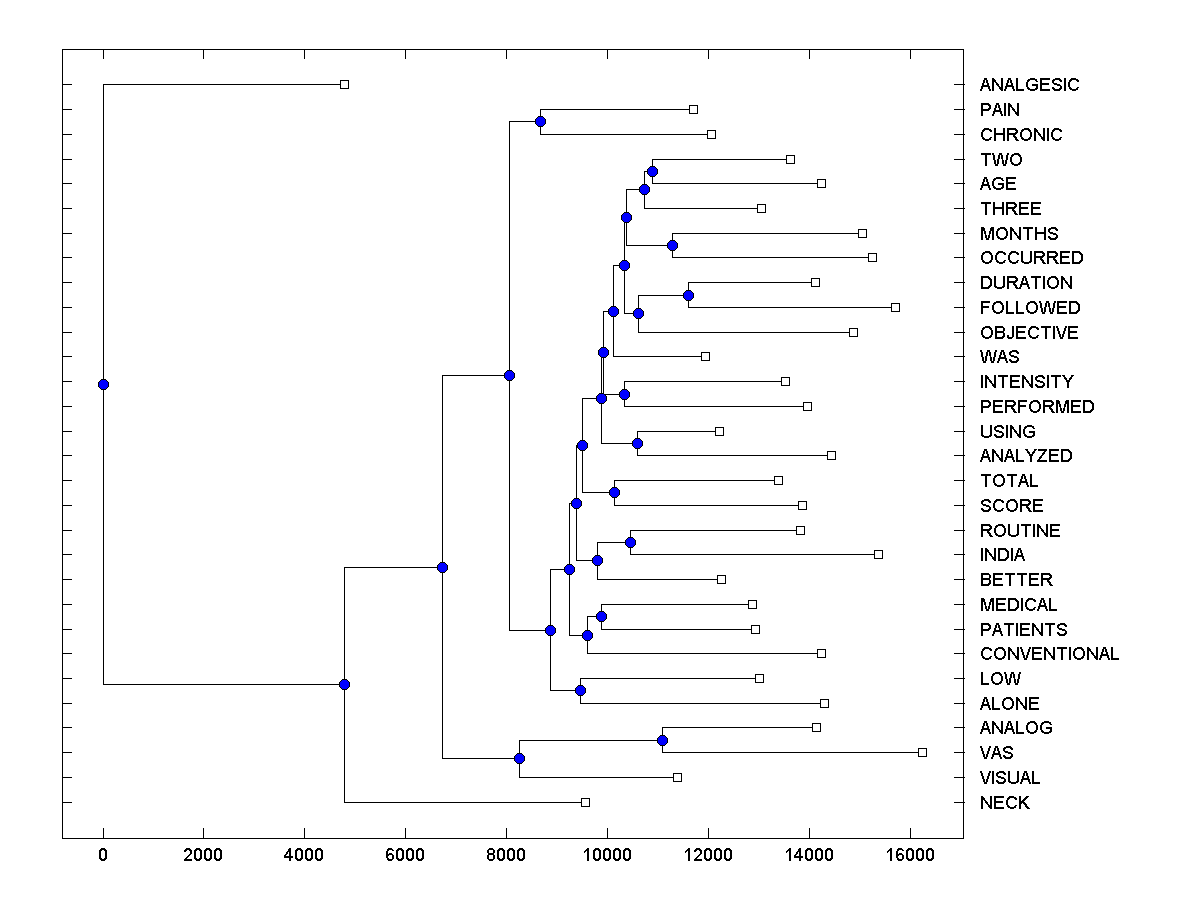 ANALGESIC
PAIN
CHRONIC
TWO
AGE
THREE
MONTHS
OCCURRED
DURATION
FOLLOWED
OBJECTIVE
WAS
INTENSITY
PERFORMED
USING
ANALYZED
TOTAL
SCORE
ROUTINE
INDIA
BETTER
MEDICAL
PATIENTS
CONVENTIONAL
LOW
ALONE
ANALOG
VAS
VISUAL
NECK
0 2000 4000 6000 8000 10000 12000 14000 16000